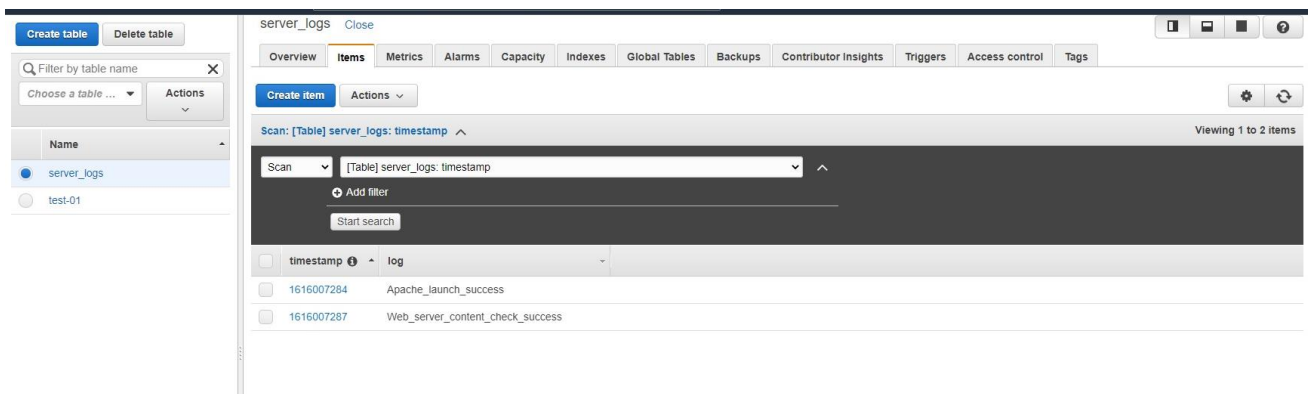 Create table Delete table
Filter by table name
Choose a table ... Actions
Name
server_logs
test-01
server_logs Close
Overview Items Metrics Alarms Capacity Indexes Global Tables Backups Contributor Insights Triggers Access control Tags
Create item Actions
Scan: [Table] server_logs: timestamp Viewing 1 to 2 items
Scan [Table] server_logs: timestamp
Add filter
Start search
timestamp log
1616007284 Apache_launch_success
1616007287 Web_server_content_check_success